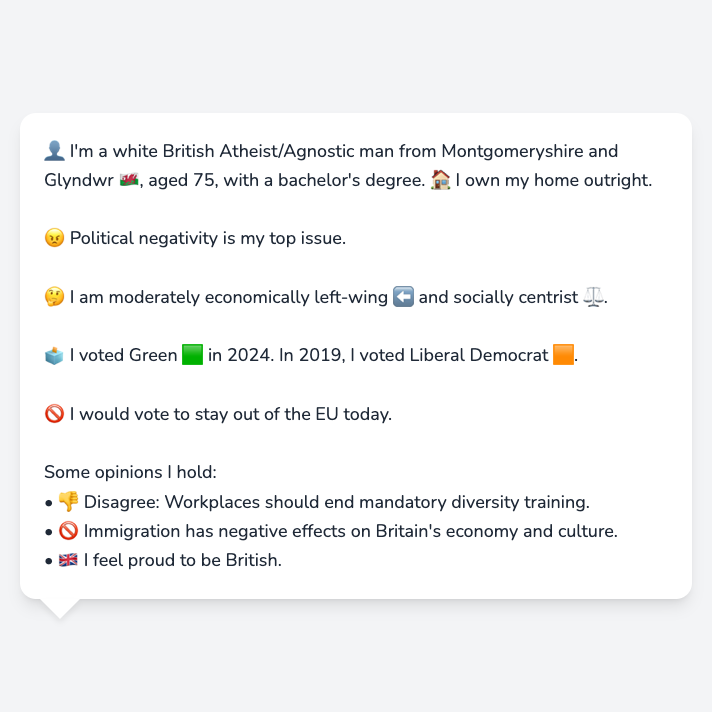 👤 I'm a white British Atheist/Agnostic man from Montgomeryshire and
Glyndwr 🏴󠁧󠁢󠁷󠁬󠁳󠁿, aged 75, with a bachelor's degree. 🏠 I own my home outright.
😠 Political negativity is my top issue.
🤔 I am moderately economically left-wing ⬅️ and socially centrist ⚖️.
🗳️ I voted Green 🟩 in 2024. In 2019, I voted Liberal Democrat 🟧.
🚫 I would vote to stay out of the EU today.
Some opinions I hold:
• 👎 Disagree: Workplaces should end mandatory diversity training.
• 🚫 Immigration has negative effects on Britain's economy and culture.
• 🇬🇧 I feel proud to be British.